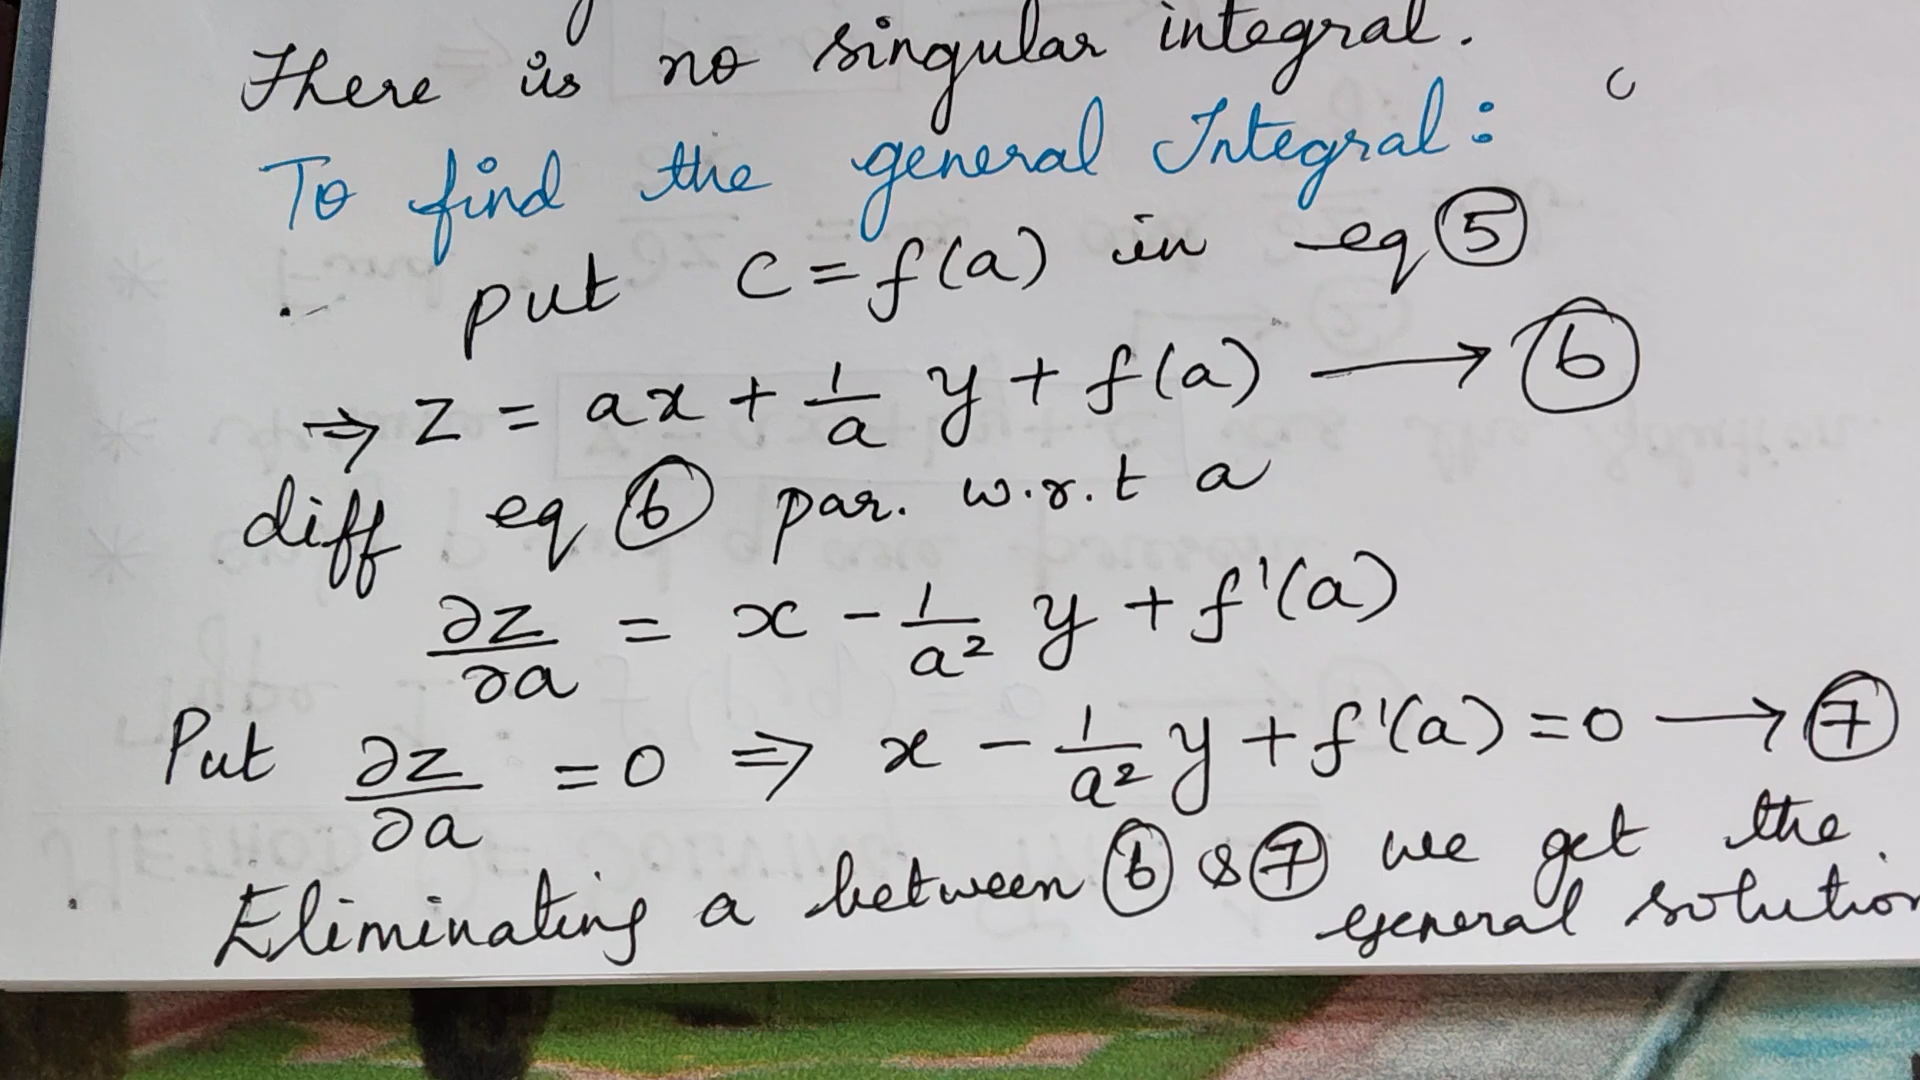 There is no singular integral.
To find the general Integral:
put c = f(a) in eq ⑤
⇒ z = ax + 1/a y + f(a) ⟶ ⑥
diff eq ⑥ par. w.r.t a
∂z/∂a = x - 1/a² y + f'(a)
Put ∂z/∂a = 0 ⇒ x - 1/a² y + f'(a) = 0 ⟶ ⑦
Eliminating a between ⑥ & ⑦ we get the
general solution